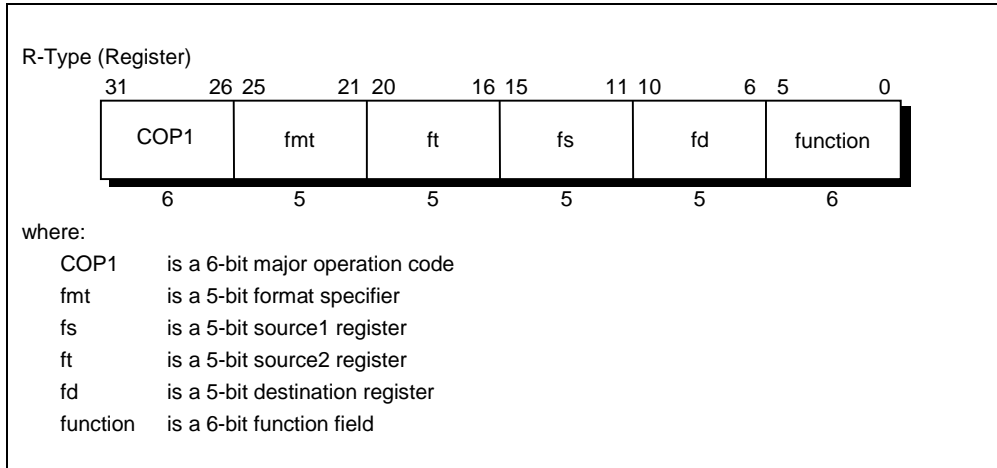 R-Type (Register)
31 26 25 21 20 16 15 11 10 6 5 0
COP1 fmt ft fs fd function
6 5 5 5 5 6
where:
COP1 is a 6-bit major operation code
fmt is a 5-bit format specifier
fs is a 5-bit source1 register
ft is a 5-bit source2 register
fd is a 5-bit destination register
function is a 6-bit function field